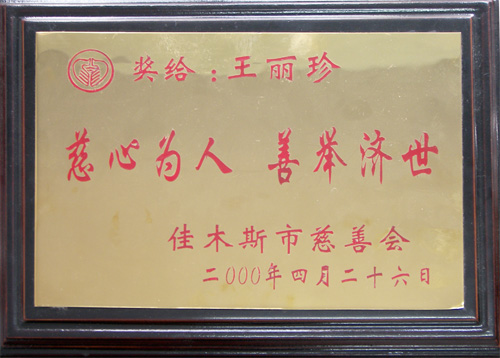 奖给:王丽珍
慈心为人 善举济世
佳木斯市慈善会
二000年四月二十六日